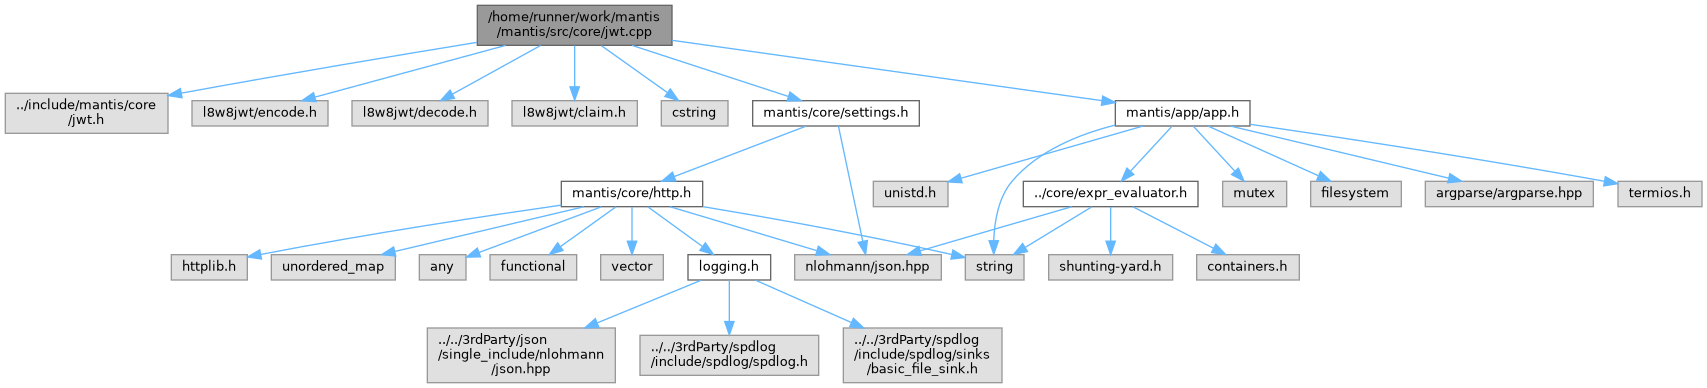 /home/runner/work/mantis
/mantis/src/core/jwt.cpp
../include/mantis/core
/jwt.h
l8w8jwt/encode.h
l8w8jwt/decode.h
l8w8jwt/claim.h
cstring
mantis/core/settings.h
mantis/app/app.h
mantis/core/http.h
unistd.h
../core/expr_evaluator.h
mutex
filesystem
argparse/argparse.hpp
termios.h
httplib.h
unordered_map
any
functional
vector
logging.h
nlohmann/json.hpp
string
shunting-yard.h
containers.h
../../3rdParty/json
/single_include/nlohmann
/json.hpp
../../3rdParty/spdlog
/include/spdlog/spdlog.h
../../3rdParty/spdlog
/include/spdlog/sinks
/basic_file_sink.h